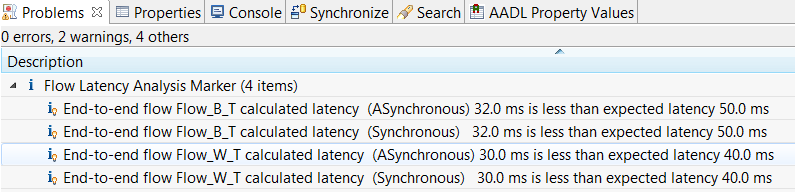 Problems Properties Console Synchronize Search AADL Property Values
0 errors, 2 warnings, 4 others
Description
Flow Latency Analysis Marker (4 items)
End-to-end flow Flow_B_T calculated latency (ASynchronous) 32.0 ms is less than expected latency 50.0 ms
End-to-end flow Flow_B_T calculated latency (Synchronous) 32.0 ms is less than expected latency 50.0 ms
End-to-end flow Flow_W_T calculated latency (ASynchronous) 30.0 ms is less than expected latency 40.0 ms
End-to-end flow Flow_W_T calculated latency (Synchronous) 30.0 ms is less than expected latency 40.0 ms